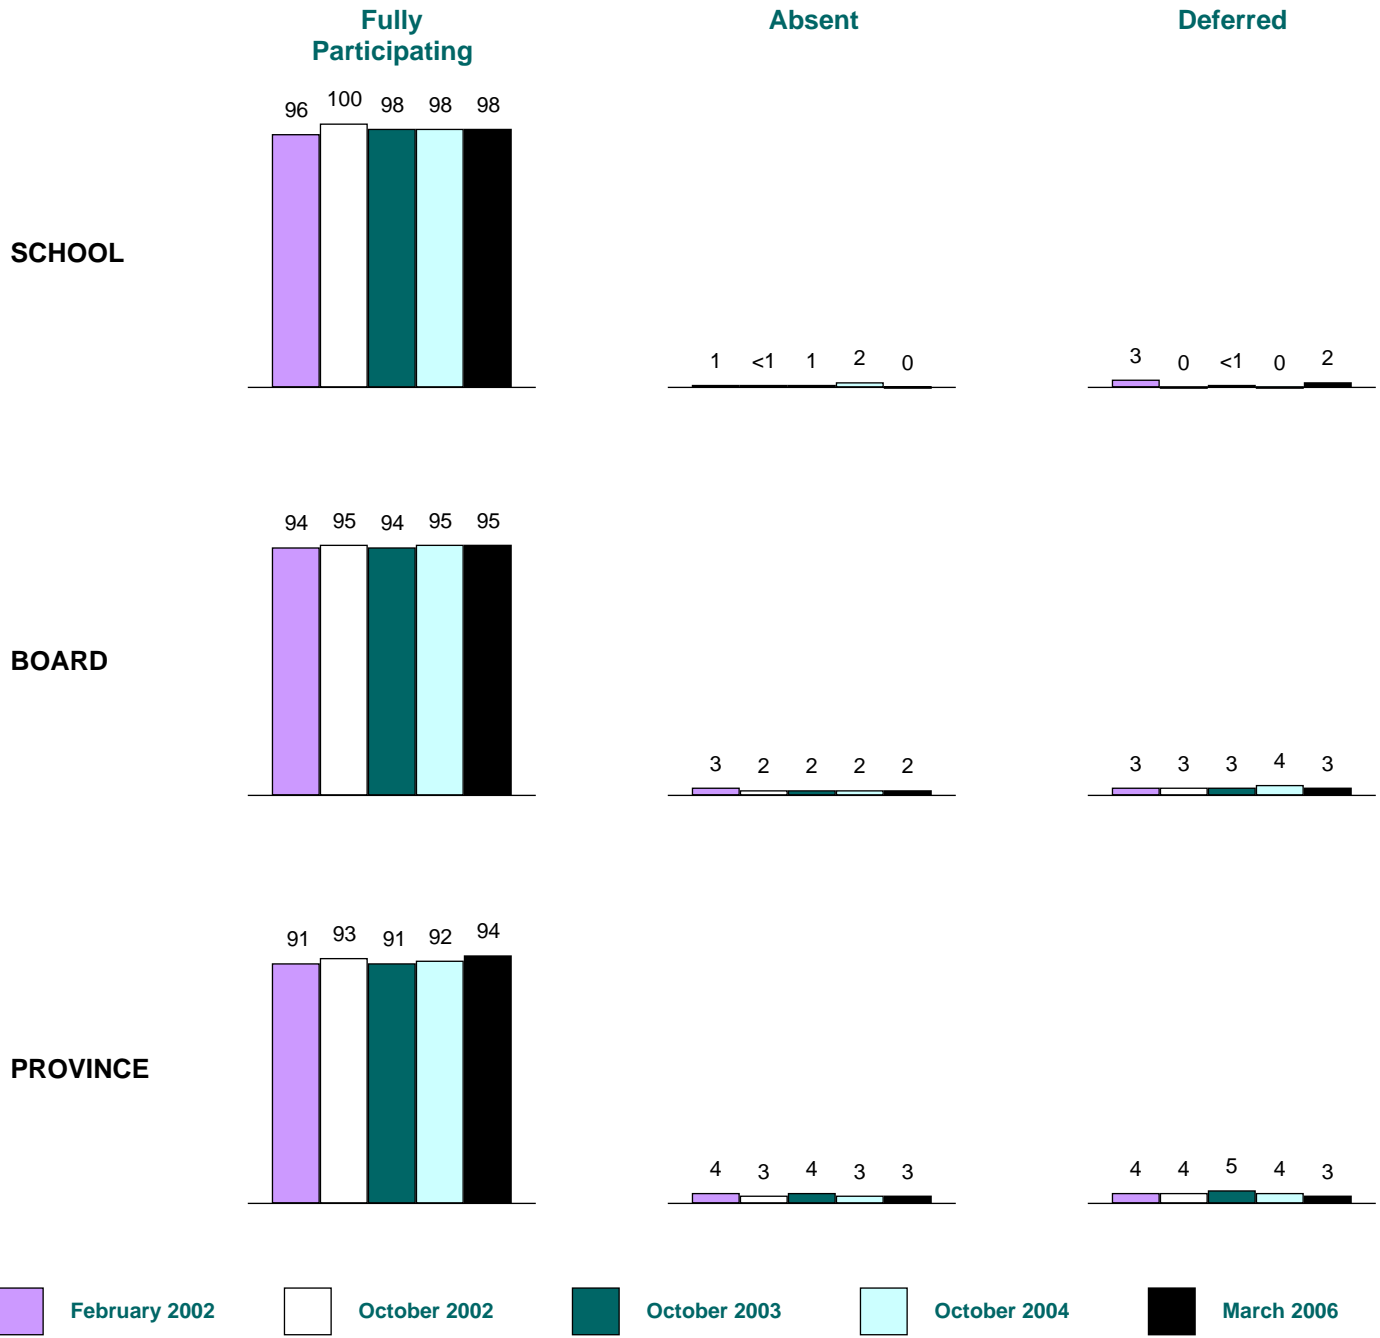 Fully
Participating
Absent
Deferred
96 100 98 98 98
1 <1 1 2 0
3 0 <1 0 2
SCHOOL
94 95 94 95 95
3 2 2 2 2
3 3 3 4 3
BOARD
91 93 91 92 94
4 3 4 3 3
4 4 5 4 3
PROVINCE
February 2002
October 2002
October 2003
October 2004
March 2006